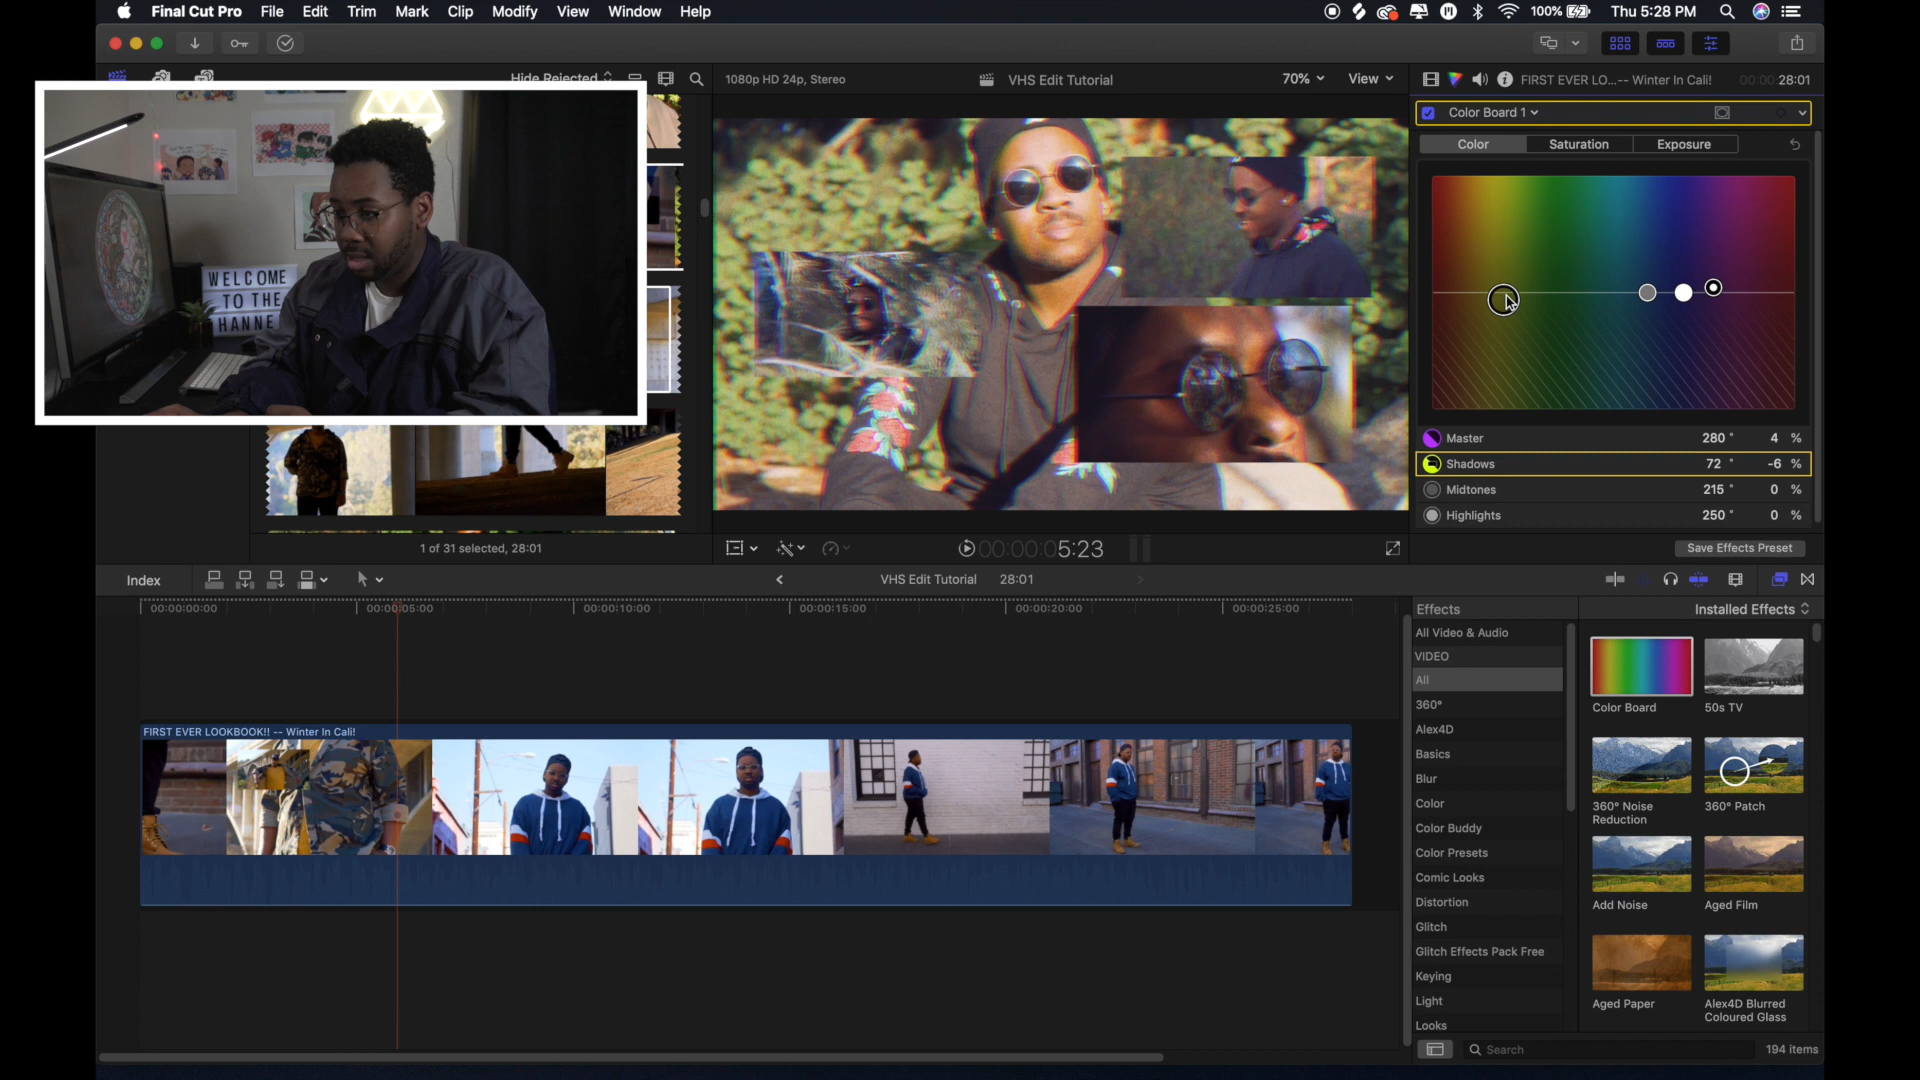 Final Cut Pro File Edit Trim Mark Clip Modify View Window Help
100% Thu 5:28 PM
Hide Rejected
1080p HD 24p, Stereo
VHS Edit Tutorial
70%
View
FIRST EVER LO...-- Winter In Cali!
00:00:28:01
WELCOME
TO THE
HANNE
Color Board 1
Color
Saturation
Exposure
Master 280 ° 4 %
Shadows 72 ° -6 %
Midtones 215 ° 0 %
Highlights 250 ° 0 %
Save Effects Preset
1 of 31 selected, 28:01
00:00:00:05:23
Index
VHS Edit Tutorial 28:01
00:00:00:00
00:00:05:00
00:00:10:00
00:00:15:00
00:00:20:00
00:00:25:00
FIRST EVER LOOKBOOK!! -- Winter In Cali!
Effects
Installed Effects
All Video & Audio
VIDEO
All
360°
Alex4D
Basics
Blur
Color
Color Buddy
Color Presets
Comic Looks
Distortion
Glitch
Glitch Effects Pack Free
Keying
Light
Looks
Color Board
50s TV
360° Noise
Reduction
360° Patch
Add Noise
Aged Film
Aged Paper
Alex4D Blurred
Coloured Glass
Search
194 items